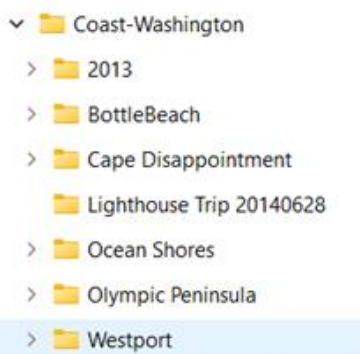 Coast-Washington
2013
BottleBeach
Cape Disappointment
Lighthouse Trip 20140628
Ocean Shores
Olympic Peninsula
Westport